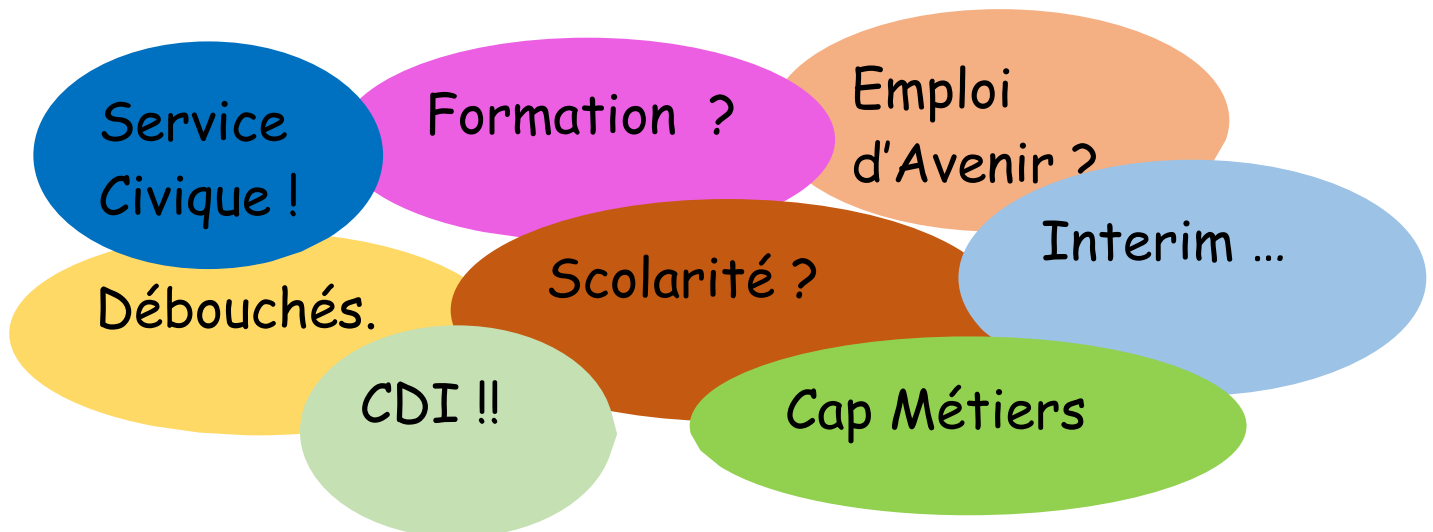 Service
Civique !
Formation ?
Emploi
d’Avenir ?
Débouchés.
Scolarité ?
Interim ...
CDI !!
Cap Métiers